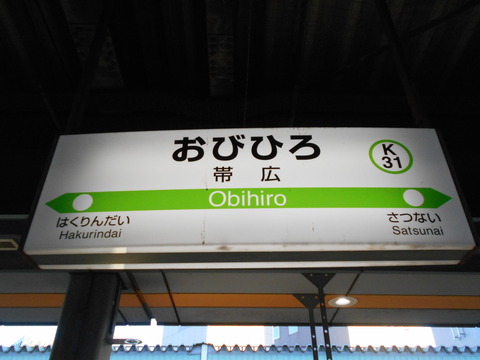 おびひろ
帯広
Obihiro
K
31
はくりんだい
Hakurindai
さつない
Satsunai